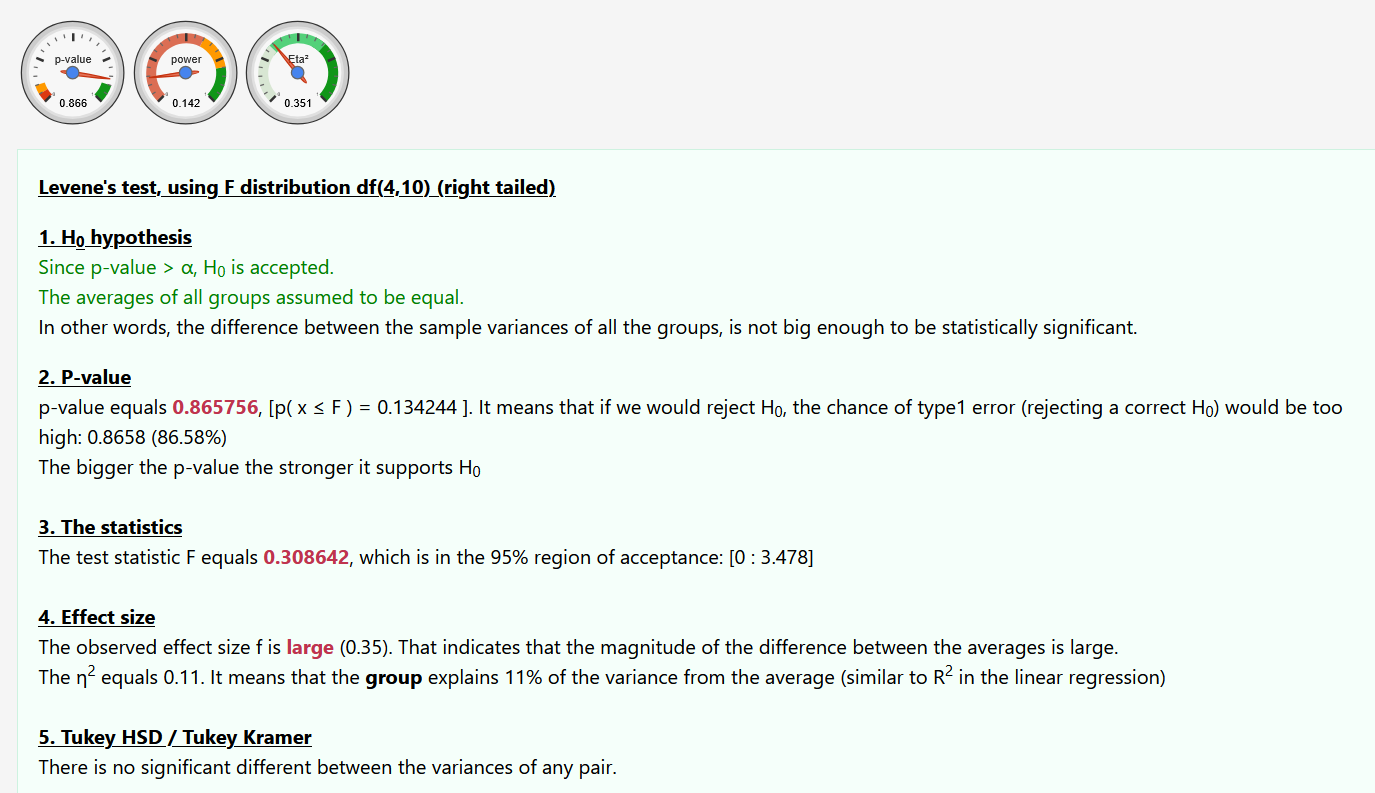 p-value
0.866
power
0.142
Eta²
0.351
Levene's test, using F distribution df(4,10) (right tailed)
1. H₀ hypothesis
Since p-value > α, H₀ is accepted.
The averages of all groups assumed to be equal.
In other words, the difference between the sample variances of all the groups, is not big enough to be statistically significant.
2. P-value
p-value equals 0.865756, [p( x ≤ F ) = 0.134244 ]. It means that if we would reject H₀, the chance of type1 error (rejecting a correct H₀) would be too
high: 0.8658 (86.58%)
The bigger the p-value the stronger it supports H₀
3. The statistics
The test statistic F equals 0.308642, which is in the 95% region of acceptance: [0 : 3.478]
4. Effect size
The observed effect size f is large (0.35). That indicates that the magnitude of the difference between the averages is large.
The η² equals 0.11. It means that the group explains 11% of the variance from the average (similar to R² in the linear regression)
5. Tukey HSD / Tukey Kramer
There is no significant different between the variances of any pair.